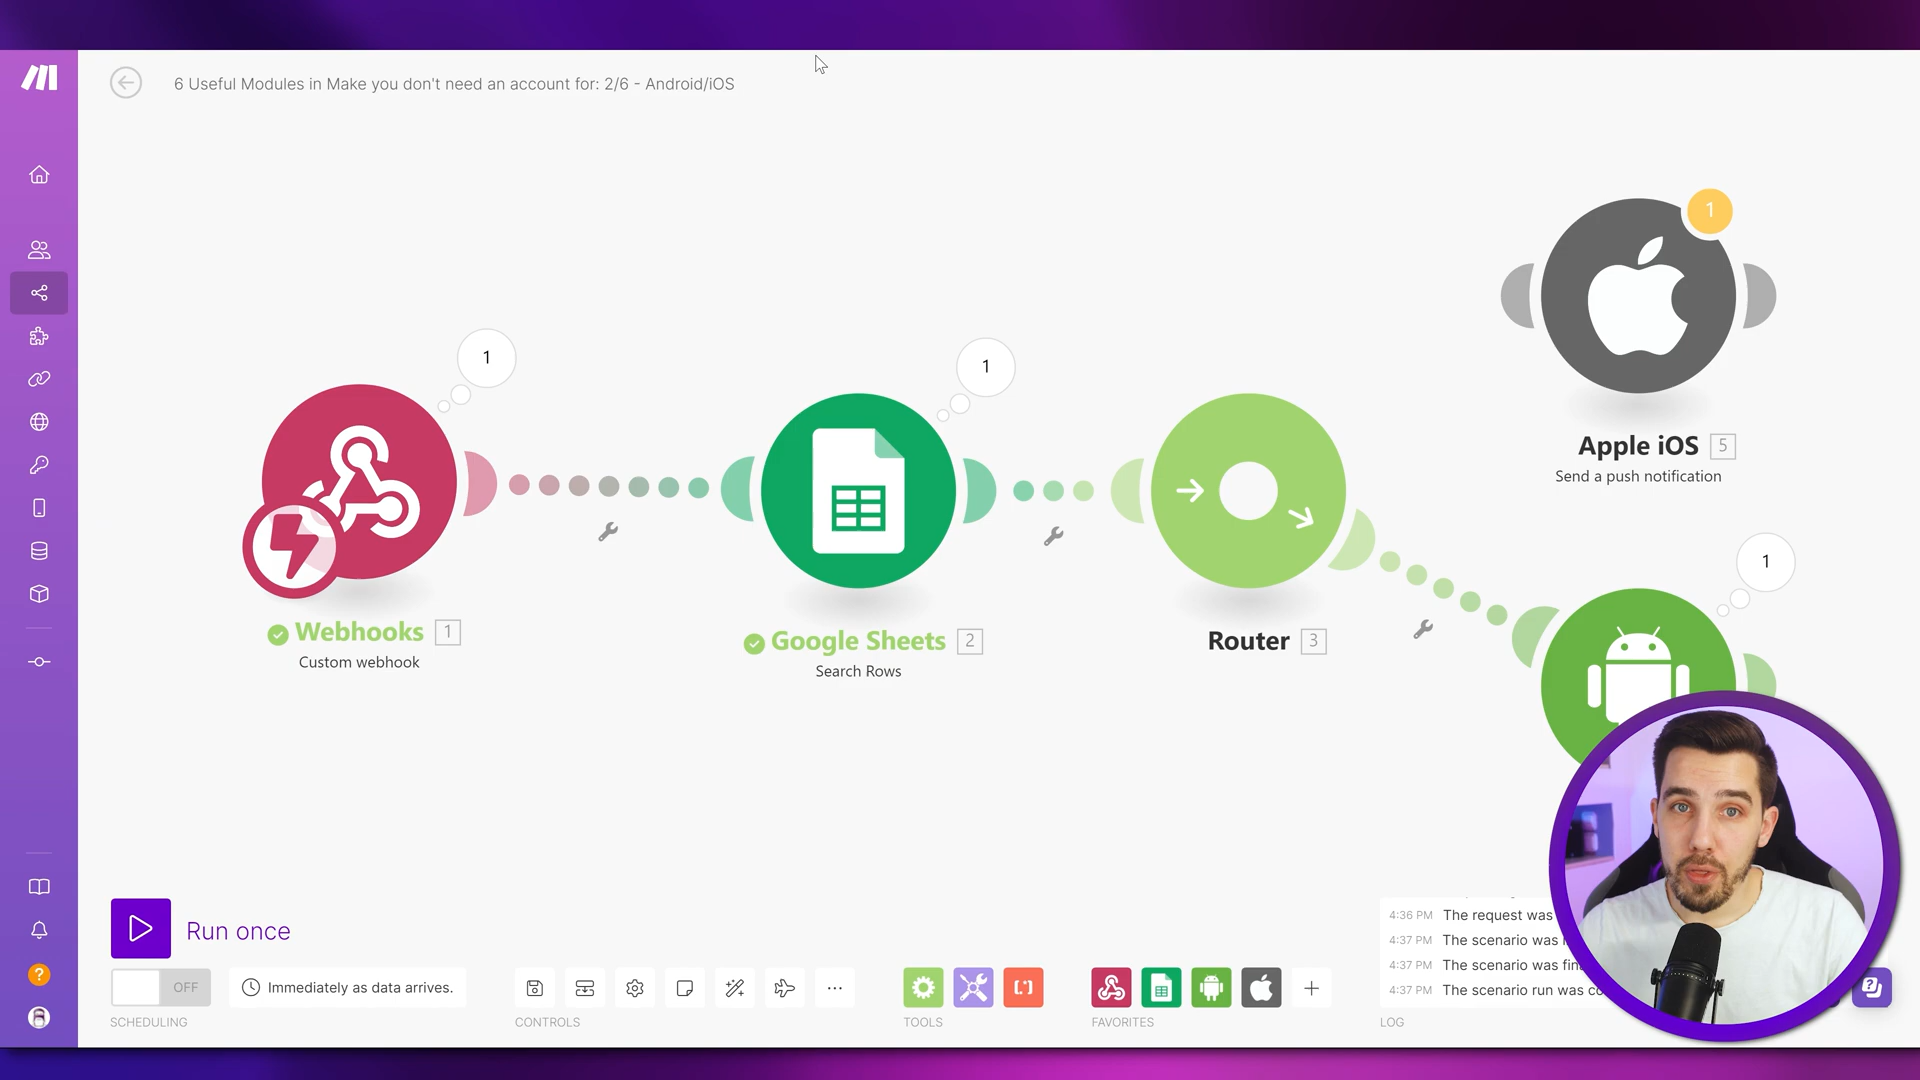 6 Useful Modules in Make you don't need an account for: 2/6 - Android/iOS
1
Apple iOS 5
Send a push notification
1
1
1
Webhooks 1
Custom webhook
Google Sheets 2
Search Rows
Router 3
Run once
OFF
Immediately as data arrives.
SCHEDULING
CONTROLS
TOOLS
FAVORITES
4:36 PM The request was
4:37 PM The scenario was
4:37 PM The scenario was
4:37 PM The scenario run was
LOG
?